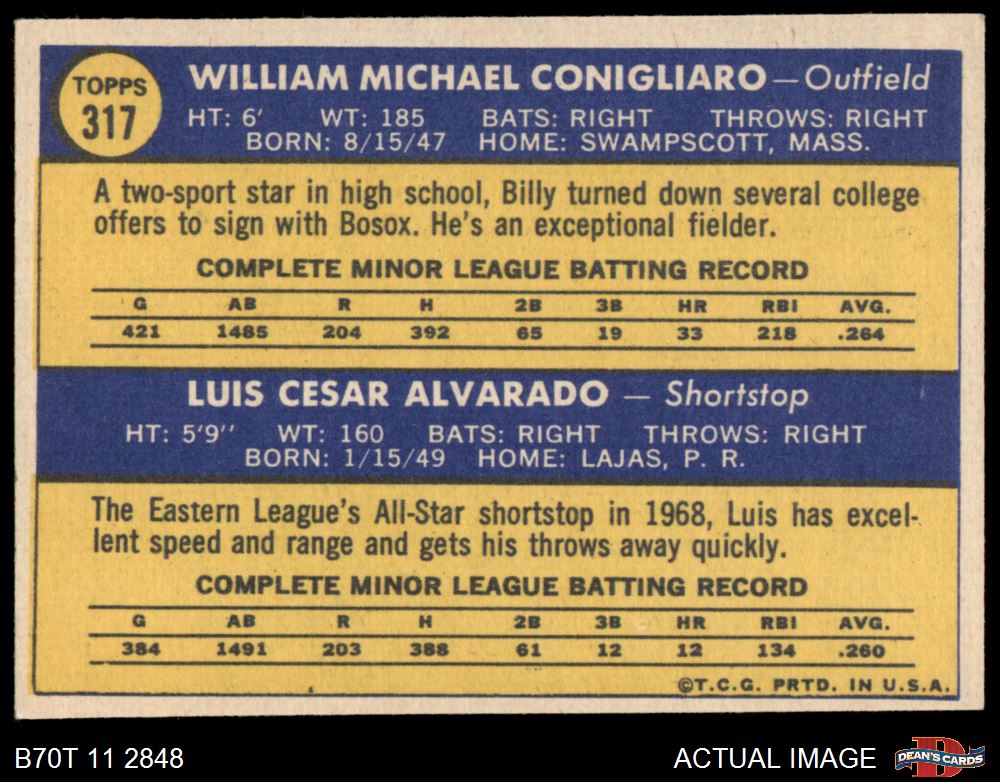 TOPPS
317
WILLIAM MICHAEL CONIGLIARO — Outfield
HT: 6' WT: 185 BATS: RIGHT THROWS: RIGHT
BORN: 8/15/47 HOME: SWAMPSCOTT, MASS.
A two-sport star in high school, Billy turned down several college
offers to sign with Bosox. He's an exceptional fielder.
COMPLETE MINOR LEAGUE BATTING RECORD
G AB R H 2B 3B HR RBI AVG.
421 1485 204 392 65 19 33 218 .264
LUIS CESAR ALVARADO — Shortstop
HT: 5'9'' WT: 160 BATS: RIGHT THROWS: RIGHT
BORN: 1/15/49 HOME: LAJAS, P. R.
The Eastern League's All-Star shortstop in 1968, Luis has excel-
lent speed and range and gets his throws away quickly.
COMPLETE MINOR LEAGUE BATTING RECORD
G AB R H 2B 3B HR RBI AVG.
384 1491 203 388 61 12 12 134 .260
©T.C.G. PRTD. IN U.S.A.
B70T 11 2848
ACTUAL IMAGE
D
DEAN'S CARDS